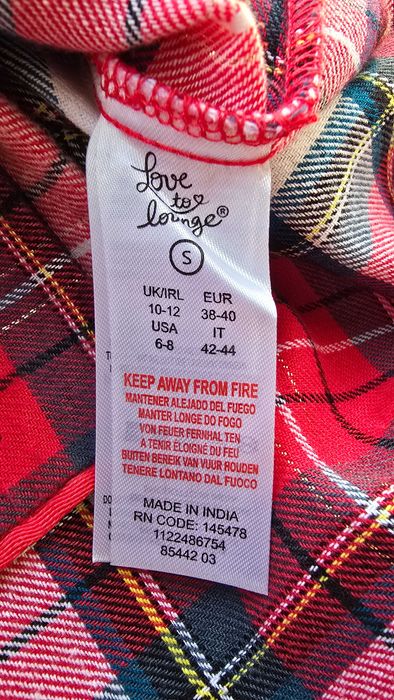 Love
to
lounge®
S
UK/IRL EUR
10-12 38-40
USA IT
6-8 42-44
KEEP AWAY FROM FIRE
MANTENER ALEJADO DEL FUEGO
MANTER LONGE DO FOGO
VON FEUER FERNHAL TEN
A TENIR ÉLOIGNÉ DU FEU
BUITEN BEREIK VAN VUUR HOUDEN
TENERE LONTANO DAL FUOCO
MADE IN INDIA
RN CODE: 145478
1122486754
85442 03